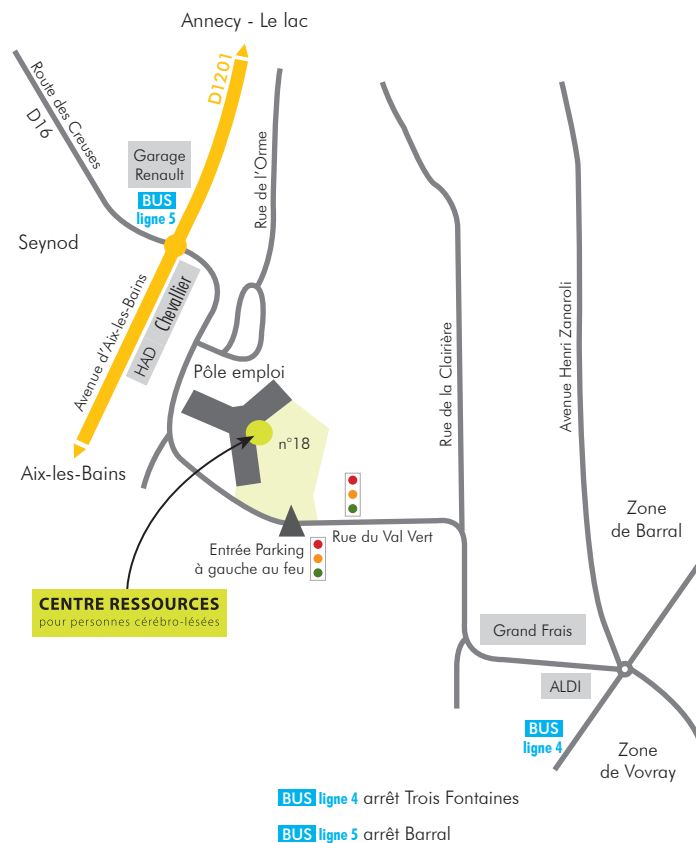 Annecy - Le lac
D1201
Route des Creuses
D16
Garage
Renault
BUS
ligne 5
Rue de l'Orme
Seynod
Avenue d'Aix-les-Bains
HAD
Chevallier
Rue de la Clairière
Avenue Henri Zanaroli
Pôle emploi
n°18
Aix-les-Bains
Zone
de Barral
Rue du Val Vert
Entrée Parking
à gauche au feu
CENTRE RESSOURCES
pour personnes cérébro-lésées
Grand Frais
ALDI
BUS
ligne 4
Zone
de Vovray
BUS ligne 4 arrêt Trois Fontaines
BUS ligne 5 arrêt Barral